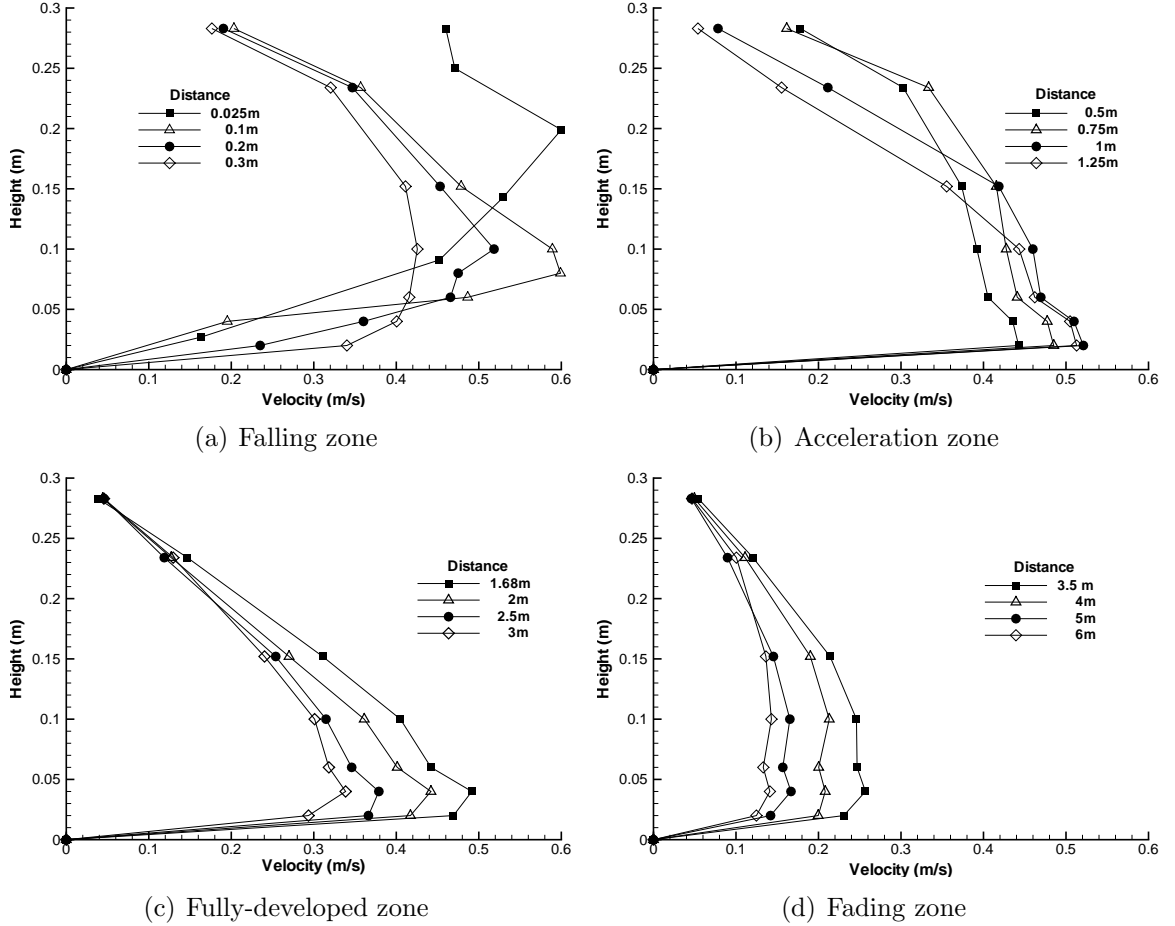 0.3
0.25
0.2
0.15
0.1
0.05
0
Height (m)
Distance
0.025m
0.1m
0.2m
0.3m
0 0.1 0.2 0.3 0.4 0.5 0.6
Velocity (m/s)
(a) Falling zone
0.3
0.25
0.2
0.15
0.1
0.05
0
Height (m)
Distance
0.5m
0.75m
1m
1.25m
0 0.1 0.2 0.3 0.4 0.5 0.6
Velocity (m/s)
(b) Acceleration zone
0.3
0.25
0.2
0.15
0.1
0.05
0
Height (m)
Distance
1.68m
2m
2.5m
3m
0 0.1 0.2 0.3 0.4 0.5 0.6
Velocity (m/s)
(c) Fully-developed zone
0.3
0.25
0.2
0.15
0.1
0.05
0
Height (m)
Distance
3.5 m
4m
5m
6m
0 0.1 0.2 0.3 0.4 0.5 0.6
Velocity (m/s)
(d) Fading zone